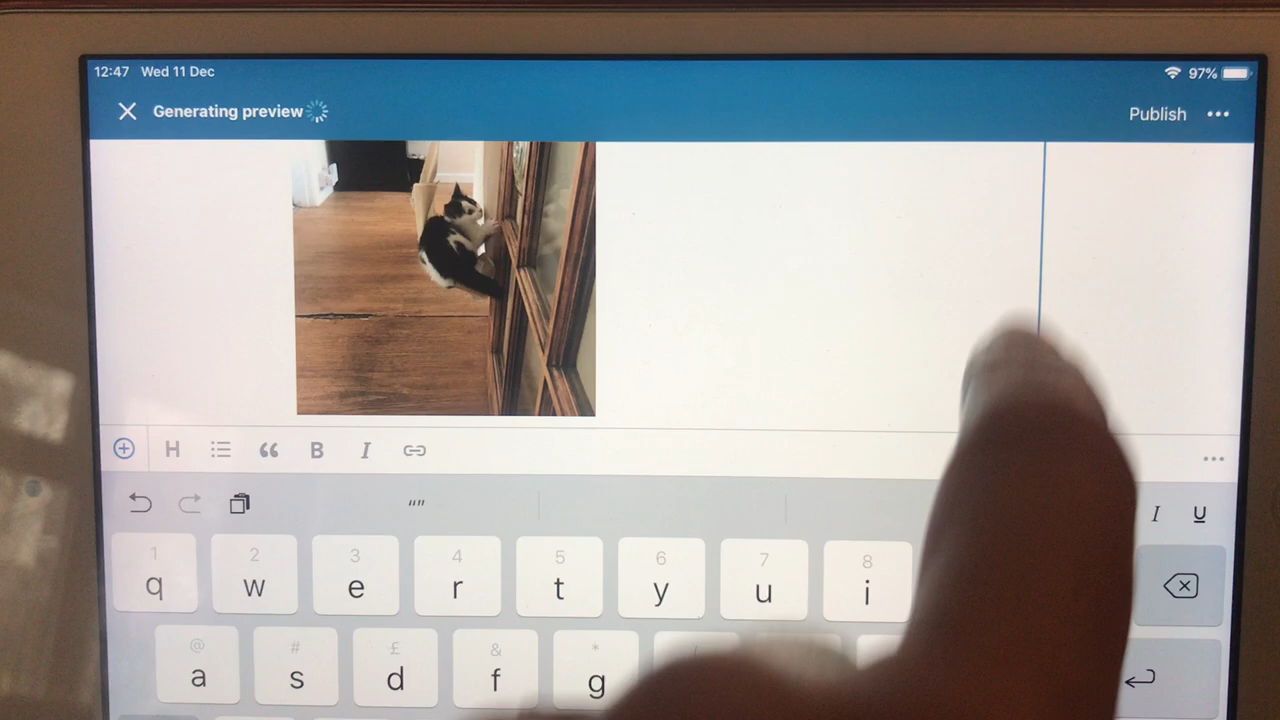 12:47 Wed 11 Dec 97%
Generating preview Publish •••
H “ B I •••
"" I U
1 2 3 4 5 6 7 8
q w e r t y u i
@ # £ & *
a s d f g